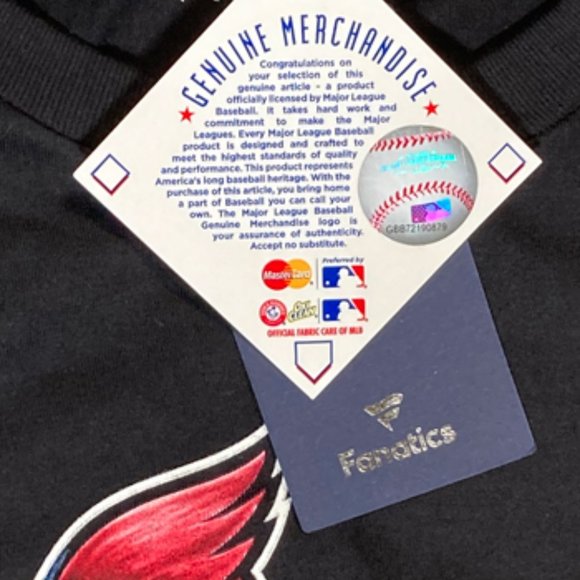 GENUINE MERCHANDISE
Congratulations on
your selection of this
genuine article - a product
officially licensed by Major League
Baseball. It takes hard work and
commitment to make the Major
Leagues. Every Major League Baseball
product is designed and crafted to
meet the highest standards of quality
and performance. This product represents
America's long baseball heritage. With the
purchase of this article, you bring home
a part of Baseball you can call your
own. The Major League Baseball
Genuine Merchandise logo is
your assurance of authenticity.
Accept no substitute.
GBB72190879
MasterCard
Preferred by
OXI
CLEAN
OFFICIAL FABRIC CARE OF MLB
Fanatics